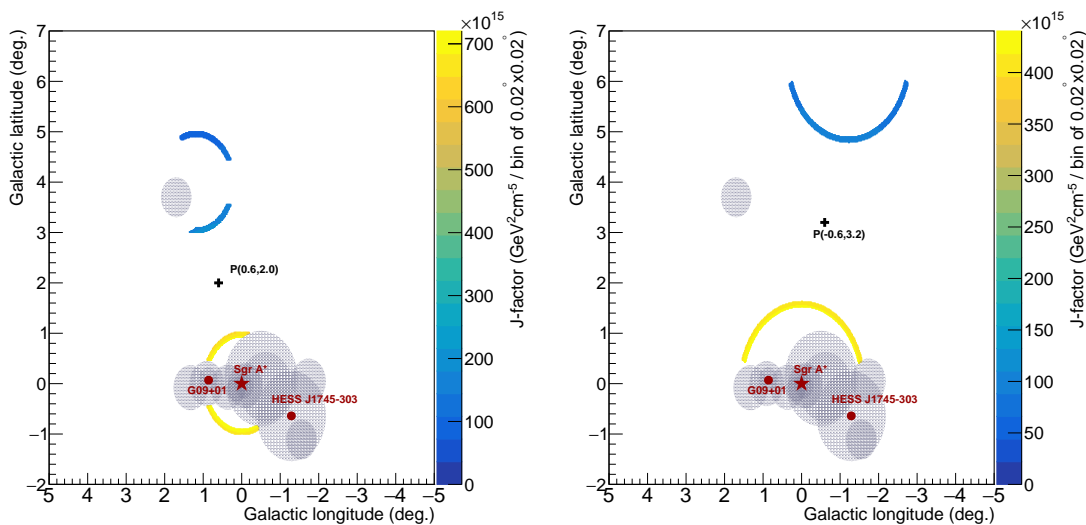 ×10¹⁵
7
6
5
4
3
2
1
0
−1
−2
5 4 3 2 1 0 −1 −2 −3 −4 −5
Galactic latitude (deg.)
Galactic longitude (deg.)
P(0.6,2.0)
Sgr A*
G09+01
HESS J1745-303
700
600
500
400
300
200
100
0
J-factor (GeV²cm⁻⁵ / bin of 0.02°x0.02°)
×10¹⁵
7
6
5
4
3
2
1
0
−1
−2
5 4 3 2 1 0 −1 −2 −3 −4 −5
Galactic latitude (deg.)
Galactic longitude (deg.)
P(-0.6,3.2)
Sgr A*
G09+01
HESS J1745-303
400
350
300
250
200
150
100
50
0
J-factor (GeV²cm⁻⁵ / bin of 0.02°x0.02°)